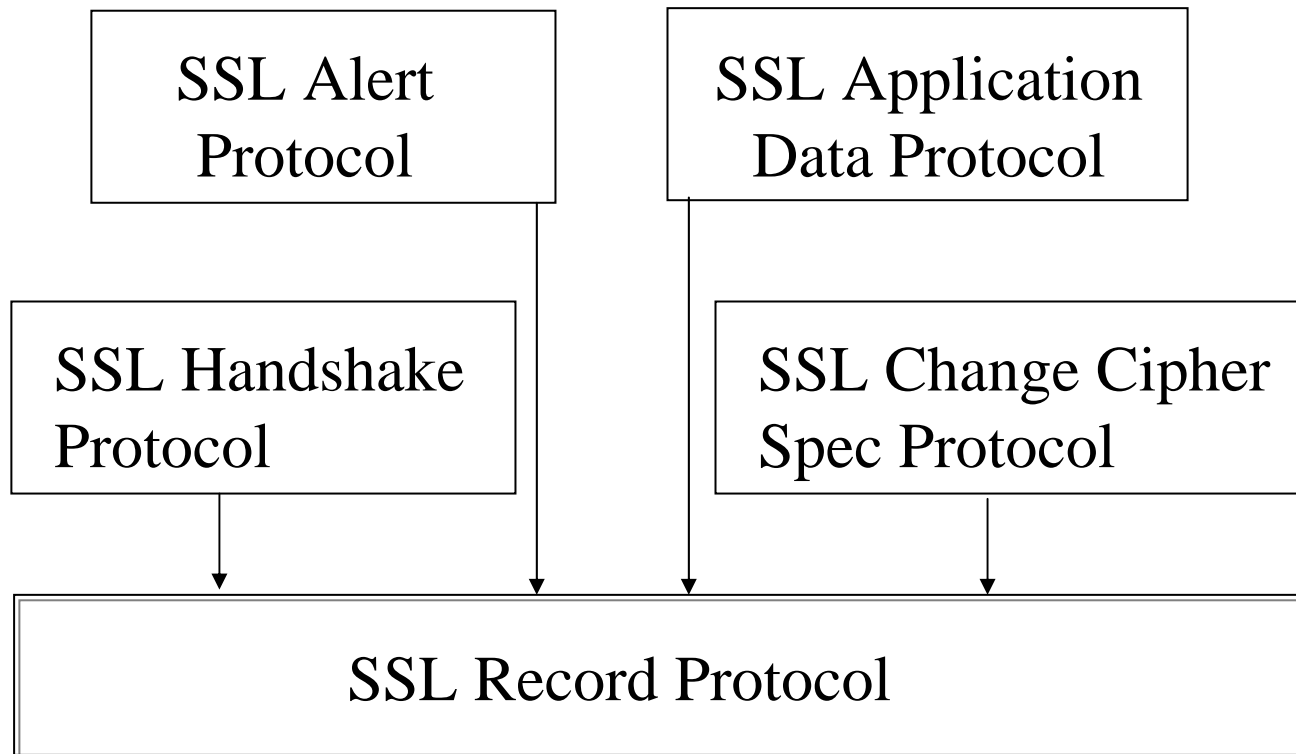 SSL Alert
Protocol
SSL Application
Data Protocol
SSL Handshake
Protocol
SSL Change Cipher
Spec Protocol
SSL Record Protocol